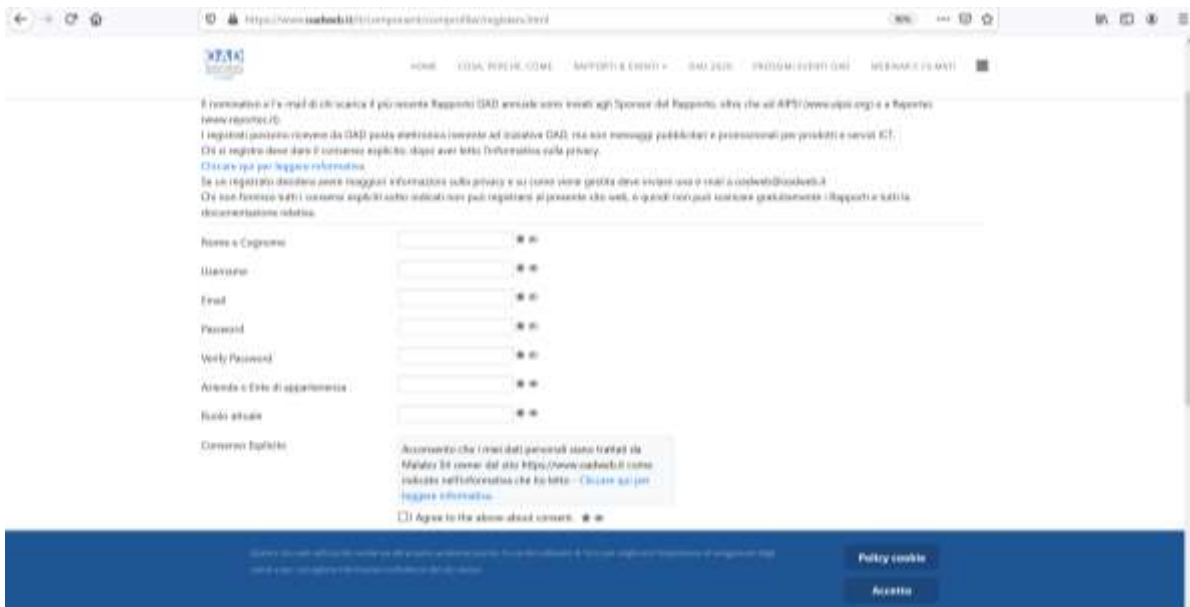 https://www.oadweb.it/it/component/comprofiler/registers.html
90%
HOME COSA, PERCHE, COME RAPPORTI & EVENTI OAD 2020 PROSSIMI EVENTI OAD WEBINAR E FILMATI
Il nominativo e l'e-mail di chi scarica il più recente Rapporto OAD annuale sono inviati agli Sponsor del Rapporto, oltre che ad AIPSI (www.aipsi.org) e a Reportec
(www.reportec.it).
I registrati possono ricevere da OAD posta elettronica inerente ad iniziative OAD, ma non messaggi pubblicitari e promozionali per prodotti e servizi ICT.
Chi si registra deve dare il consenso esplicito, dopo aver letto l'informativa sulla privacy.
Cliccare qui per leggere informativa
Se un registrato desidera avere maggiori informazioni sulla privacy e su come viene gestita deve inviare una e-mail a oadweb@oadweb.it
Chi non fornisce tutti i consensi espliciti sotto indicati non può registrarsi al presente sito web, e quindi non può scaricare gratuitamente i Rapporti e tutta la
documentazione relativa.
Nome e Cognome
Username
Email
Password
Verify Password
Azienda o Ente di appartenenza
Ruolo attuale
Consenso Esplicito
Acconsento che i miei dati personali siano trattati da
Malabo Srl owner del sito https://www.oadweb.it come
indicato nell'informativa che ho letto - Cliccare qui per
leggere informativa
I Agree to the above about consent.
Policy cookie
Accetto